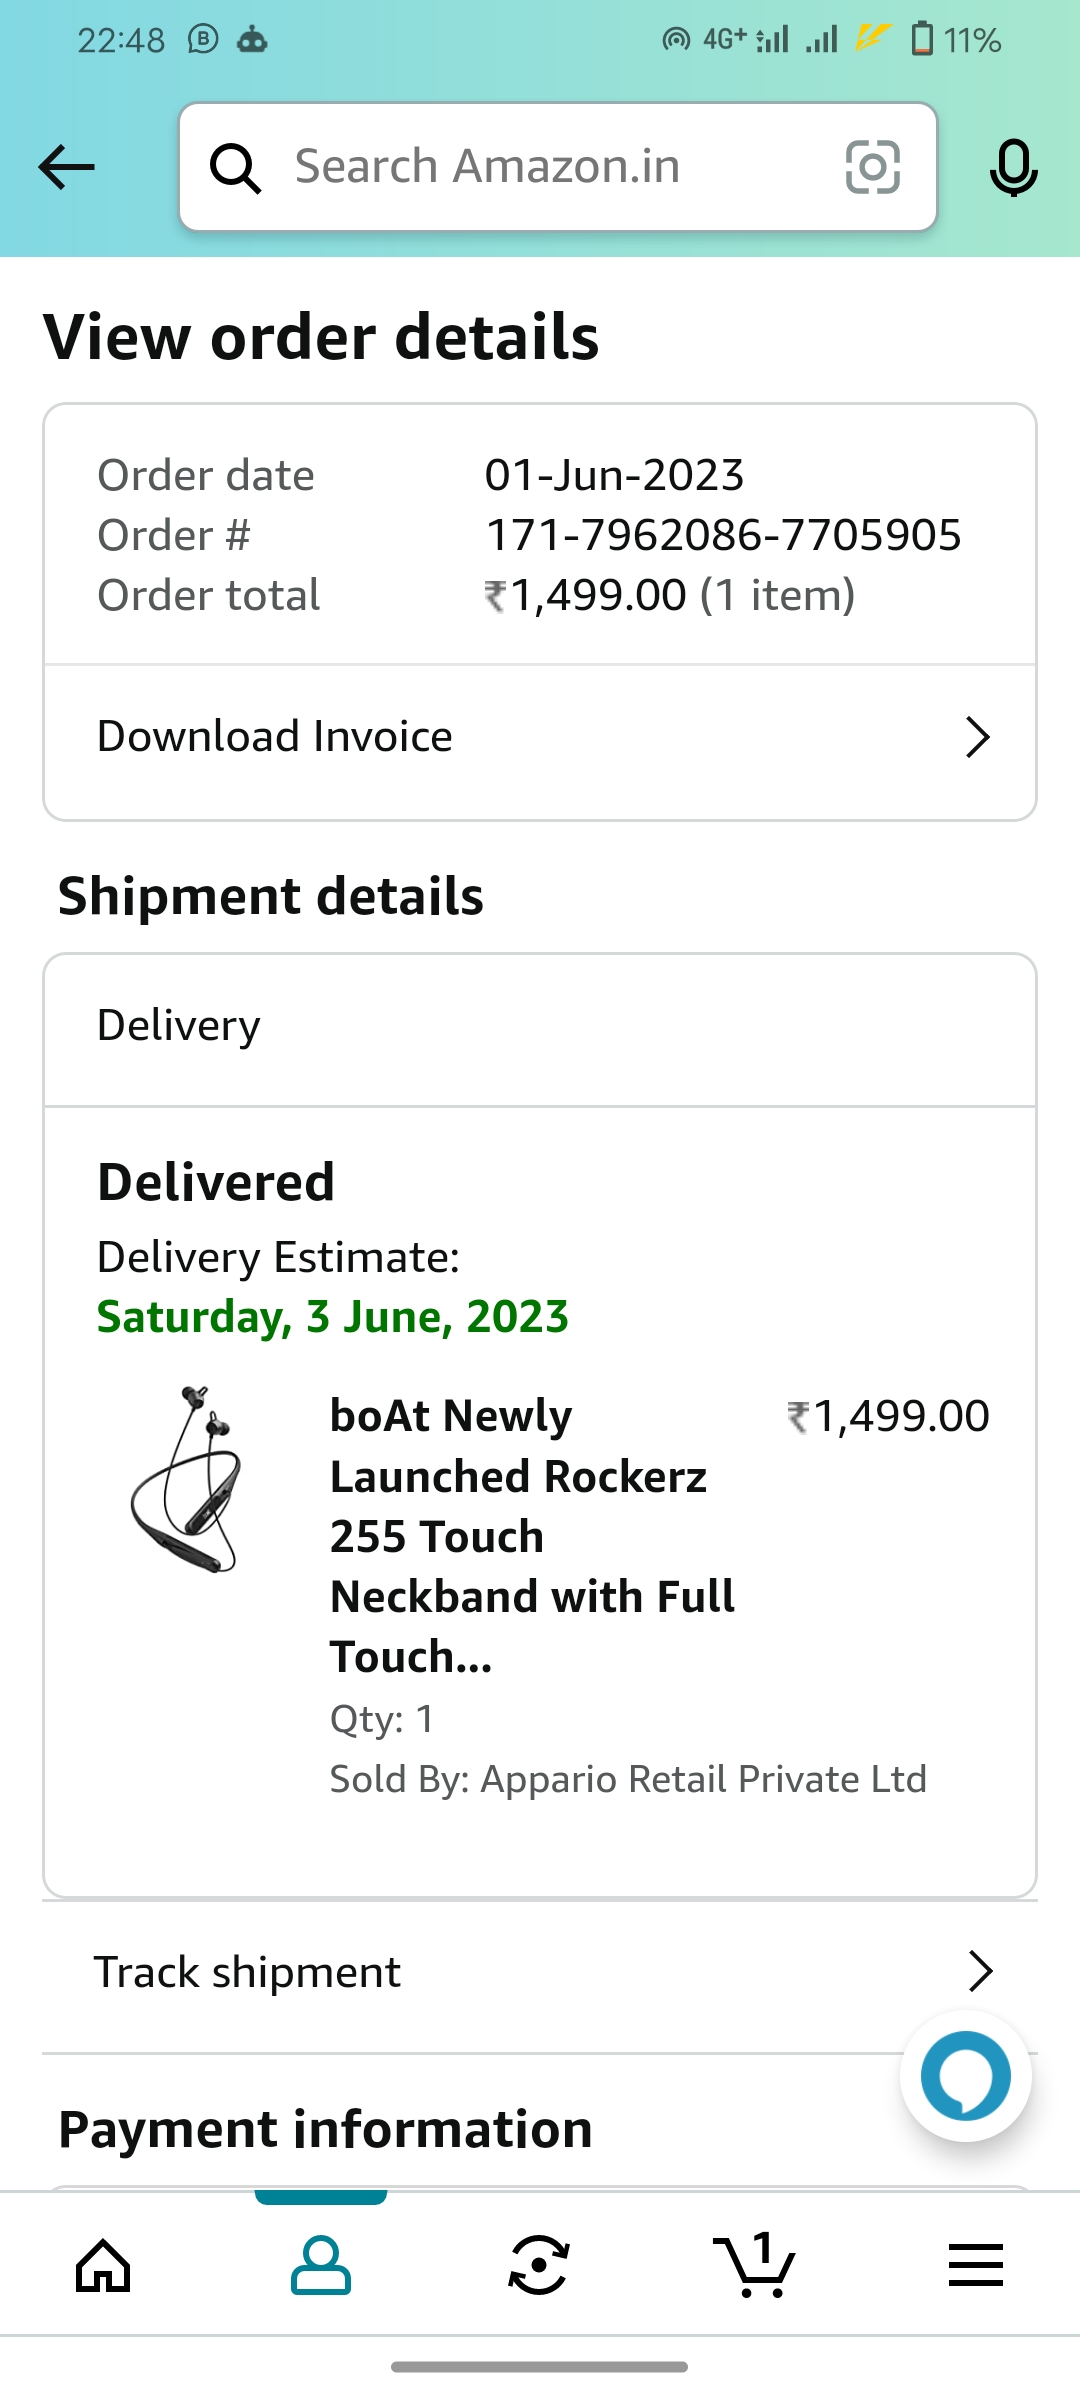 22:48 B 4G+ 11%
Search Amazon.in
View order details
Order date 01-Jun-2023
Order # 171-7962086-7705905
Order total ₹1,499.00 (1 item)
Download Invoice
Shipment details
Delivery
Delivered
Delivery Estimate:
Saturday, 3 June, 2023
boAt Newly ₹1,499.00
Launched Rockerz
255 Touch
Neckband with Full
Touch...
Qty: 1
Sold By: Appario Retail Private Ltd
Track shipment
Payment information
1